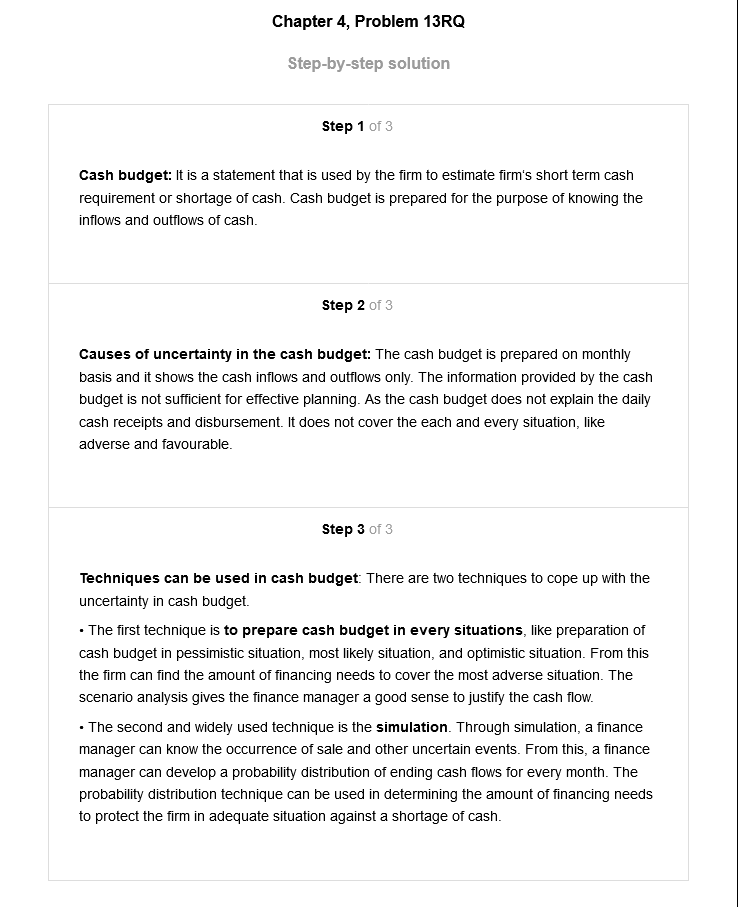 Chapter 4, Problem 13RQ
Step-by-step solution
Step 1 of 3
Cash budget: It is a statement that is used by the firm to estimate firm's short term cash
requirement or shortage of cash. Cash budget is prepared for the purpose of knowing the
inflows and outflows of cash.
Step 2 of 3
Causes of uncertainty in the cash budget: The cash budget is prepared on monthly
basis and it shows the cash inflows and outflows only. The information provided by the cash
budget is not sufficient for effective planning. As the cash budget does not explain the daily
cash receipts and disbursement. It does not cover the each and every situation, like
adverse and favourable.
Step 3 of 3
Techniques can be used in cash budget: There are two techniques to cope up with the
uncertainty in cash budget.
• The first technique is to prepare cash budget in every situations, like preparation of
cash budget in pessimistic situation, most likely situation, and optimistic situation. From this
the firm can find the amount of financing needs to cover the most adverse situation. The
scenario analysis gives the finance manager a good sense to justify the cash flow.
• The second and widely used technique is the simulation. Through simulation, a finance
manager can know the occurrence of sale and other uncertain events. From this, a finance
manager can develop a probability distribution of ending cash flows for every month. The
probability distribution technique can be used in determining the amount of financing needs
to protect the firm in adequate situation against a shortage of cash.